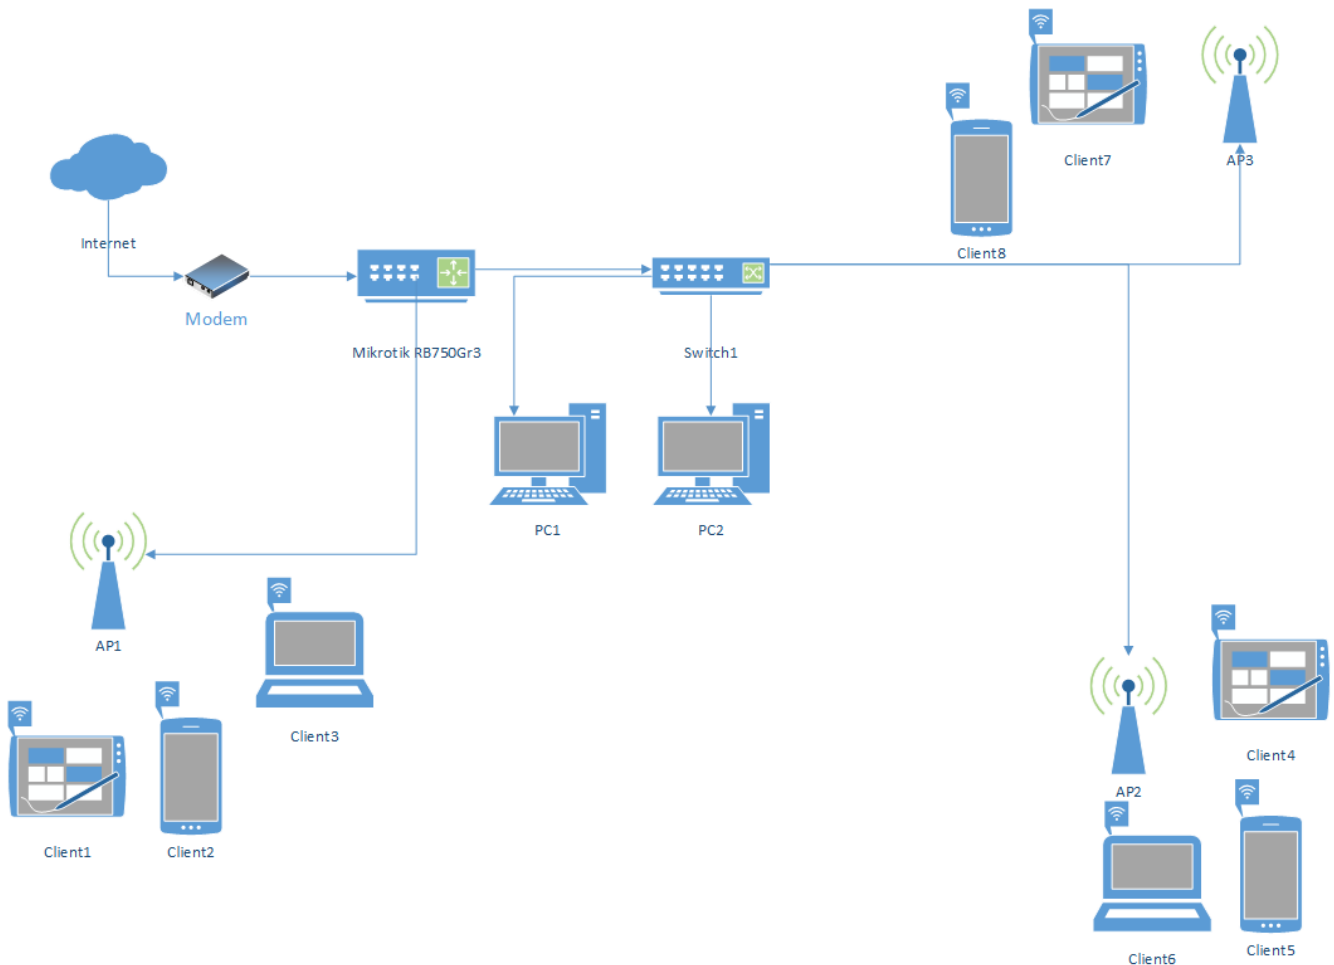 Client7
AP3
Internet
Client8
Modem
Mikrotik RB750Gr3
Switch1
PC1
PC2
AP1
Client3
Client4
AP2
Client1
Client2
Client5
Client6